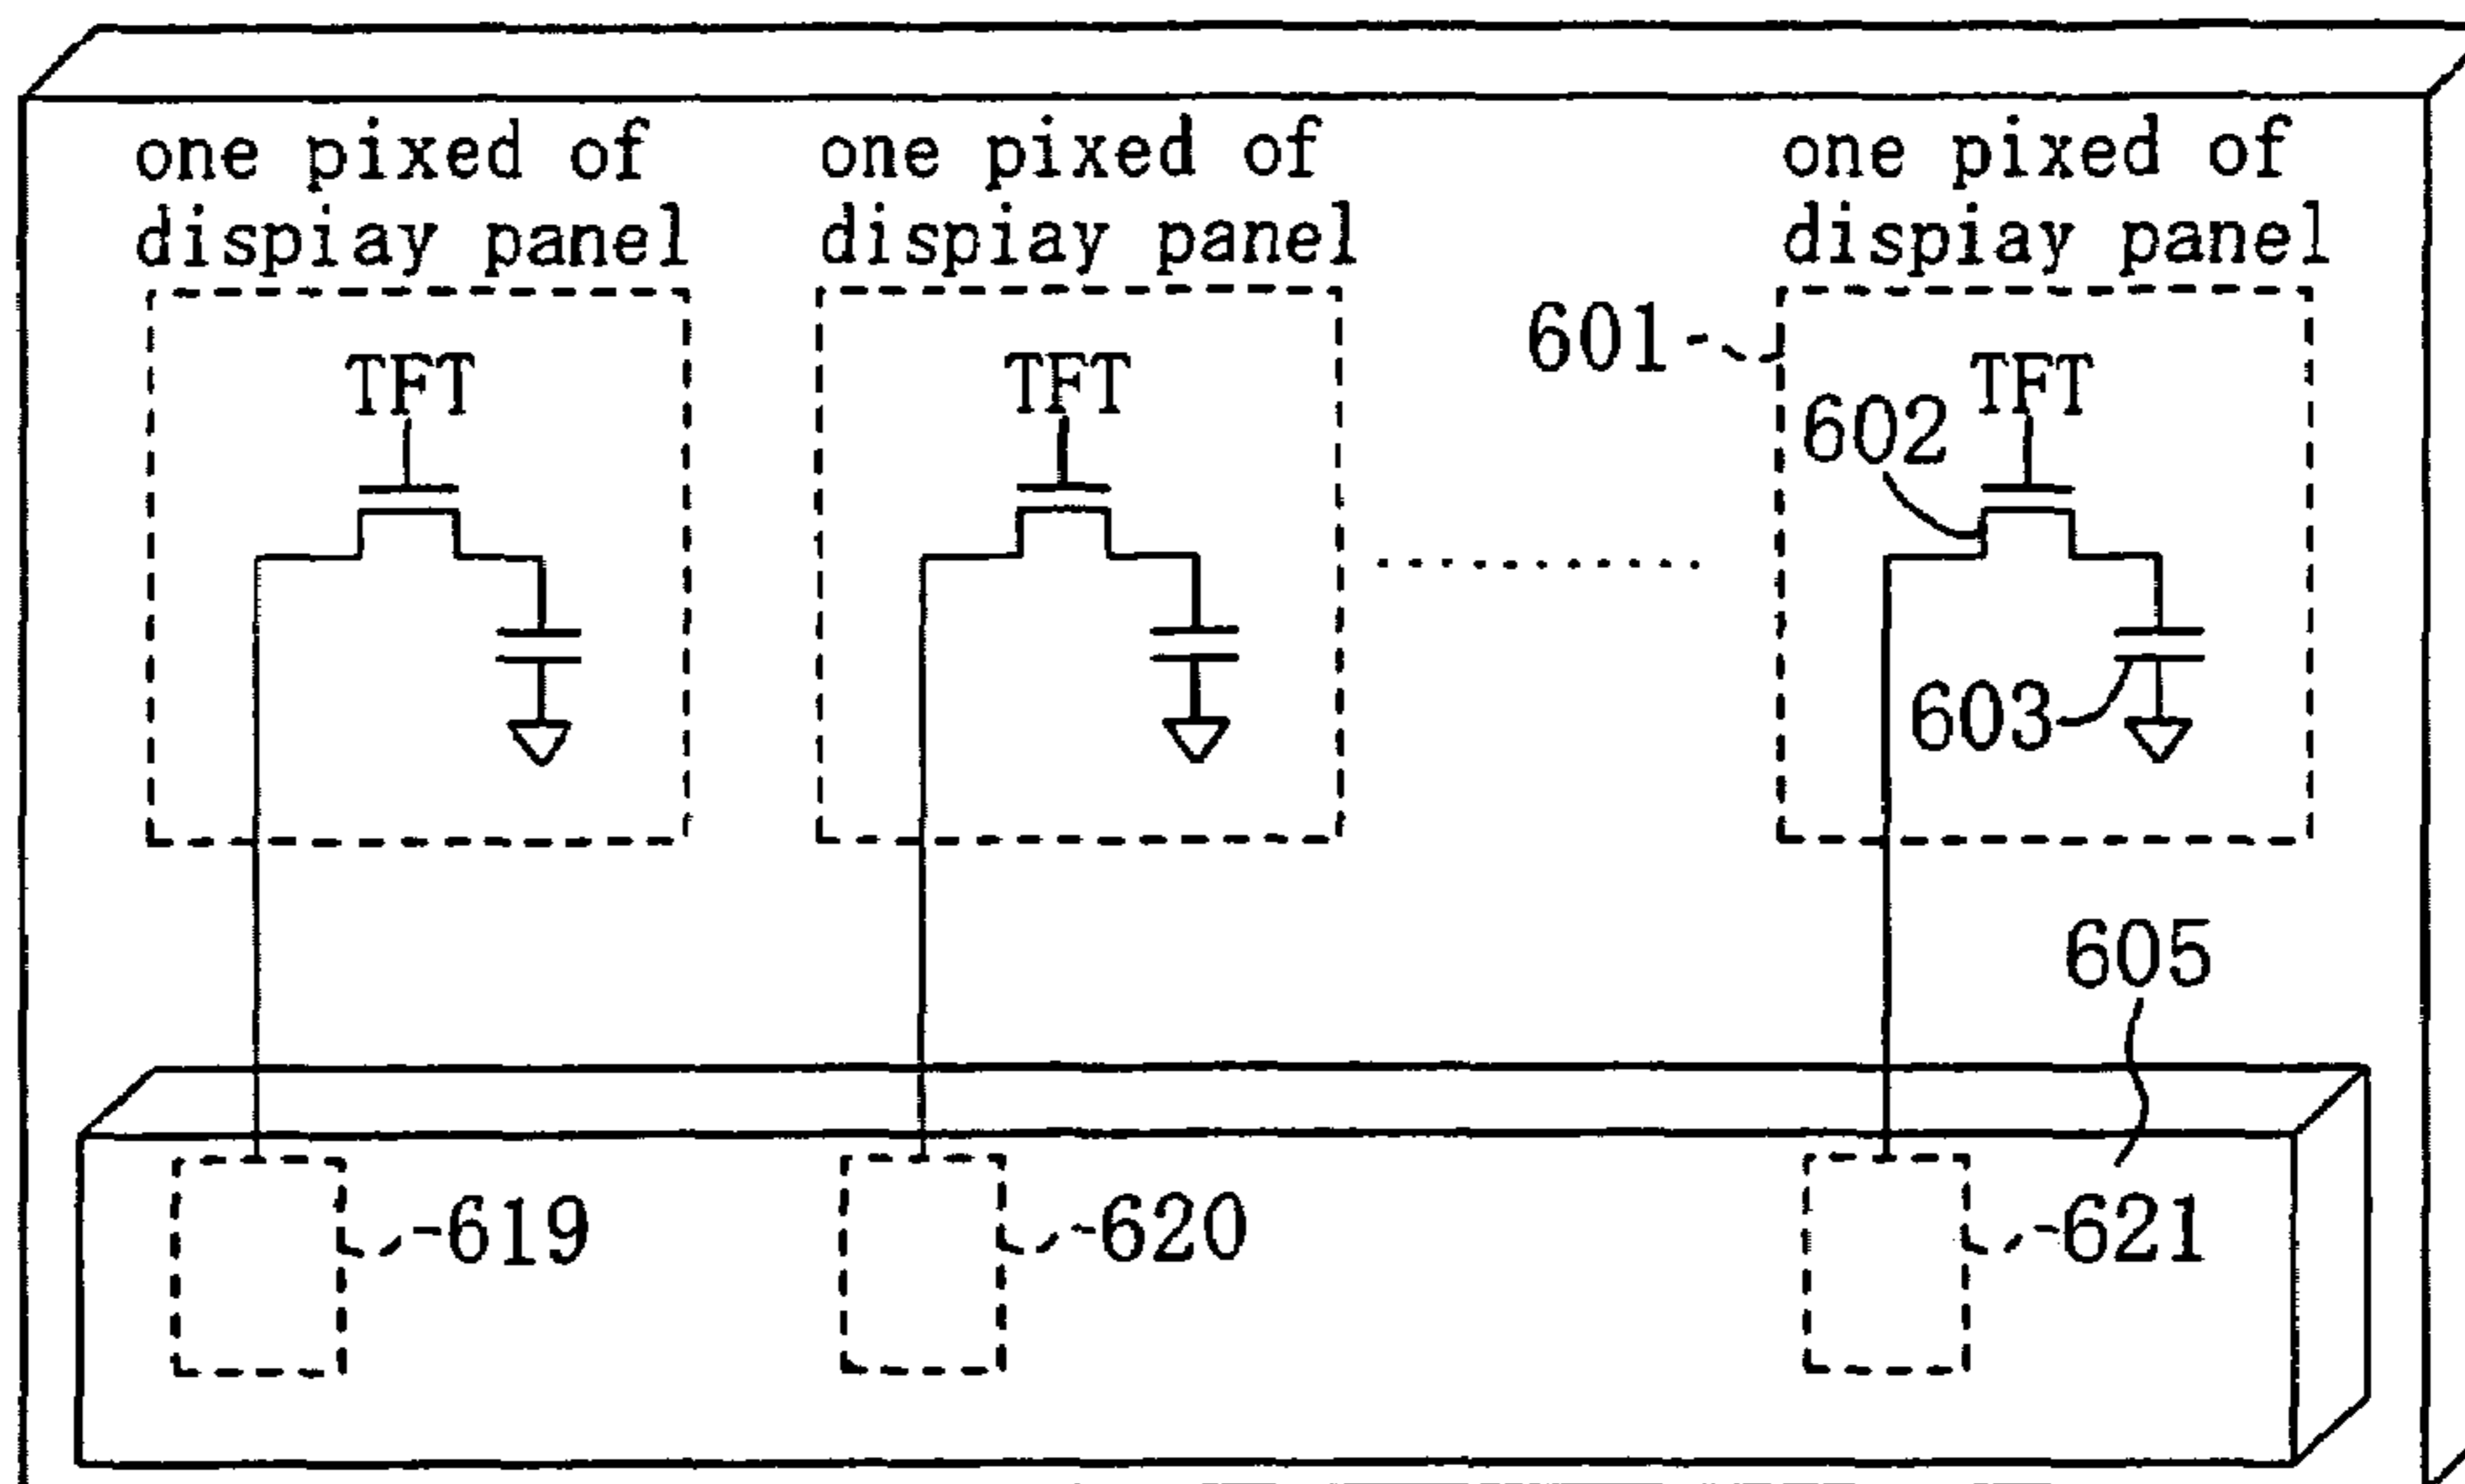 one pixed of
dispiay panel
one pixed of
dispiay panel
one pixed of
dispiay panel
601
TFT
TFT
602
TFT
603
605
619
620
621